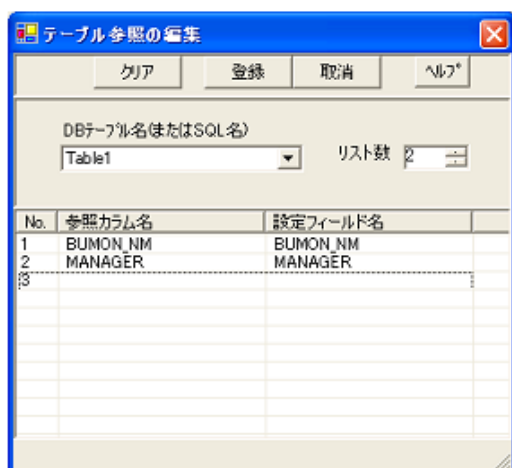 テーブル参照の編集
クリア 登録 取消 ﾍﾙﾌﾟ
DBﾃｰﾌﾞﾙ名(またはSQL名)
Table1 リスト数 2
No. 参照カラム名 設定フィールド名
1 BUMON_NM BUMON_NM
2 MANAGER MANAGER
3